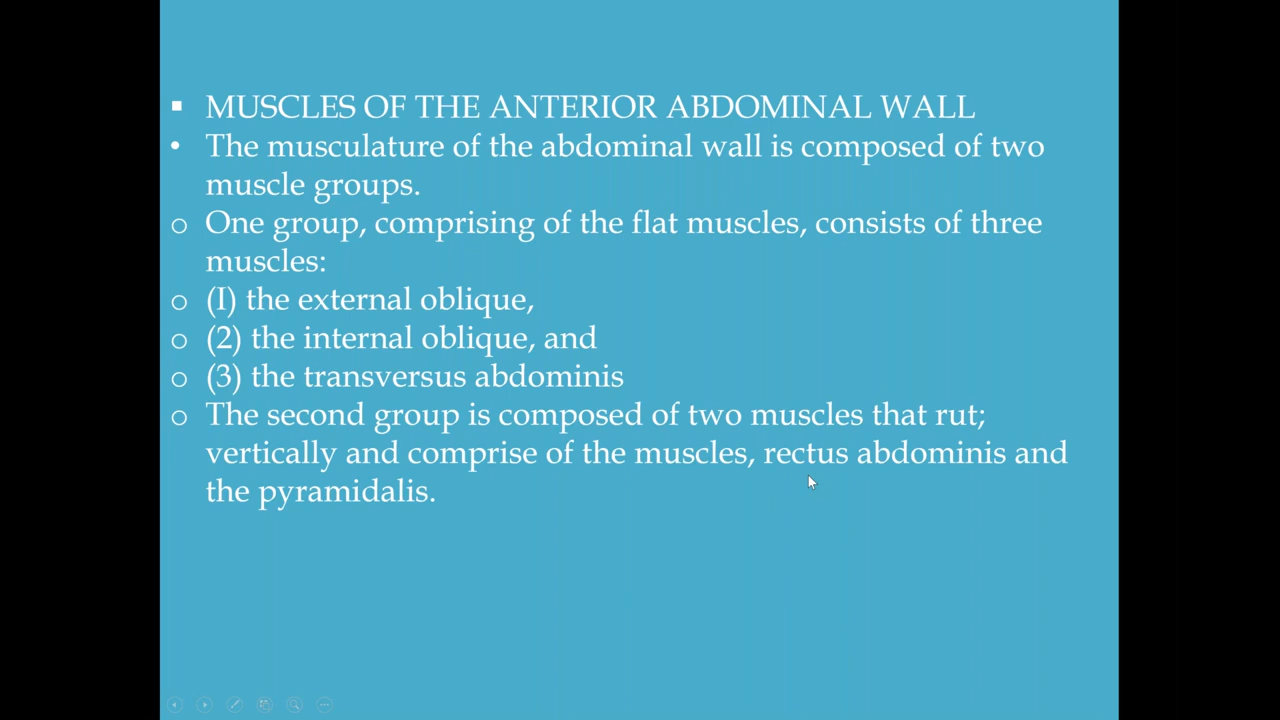 ▪ MUSCLES OF THE ANTERIOR ABDOMINAL WALL
• The musculature of the abdominal wall is composed of two
muscle groups.
o One group, comprising of the flat muscles, consists of three
muscles:
o (I) the external oblique,
o (2) the internal oblique, and
o (3) the transversus abdominis
o The second group is composed of two muscles that rut;
vertically and comprise of the muscles, rectus abdominis and
the pyramidalis.